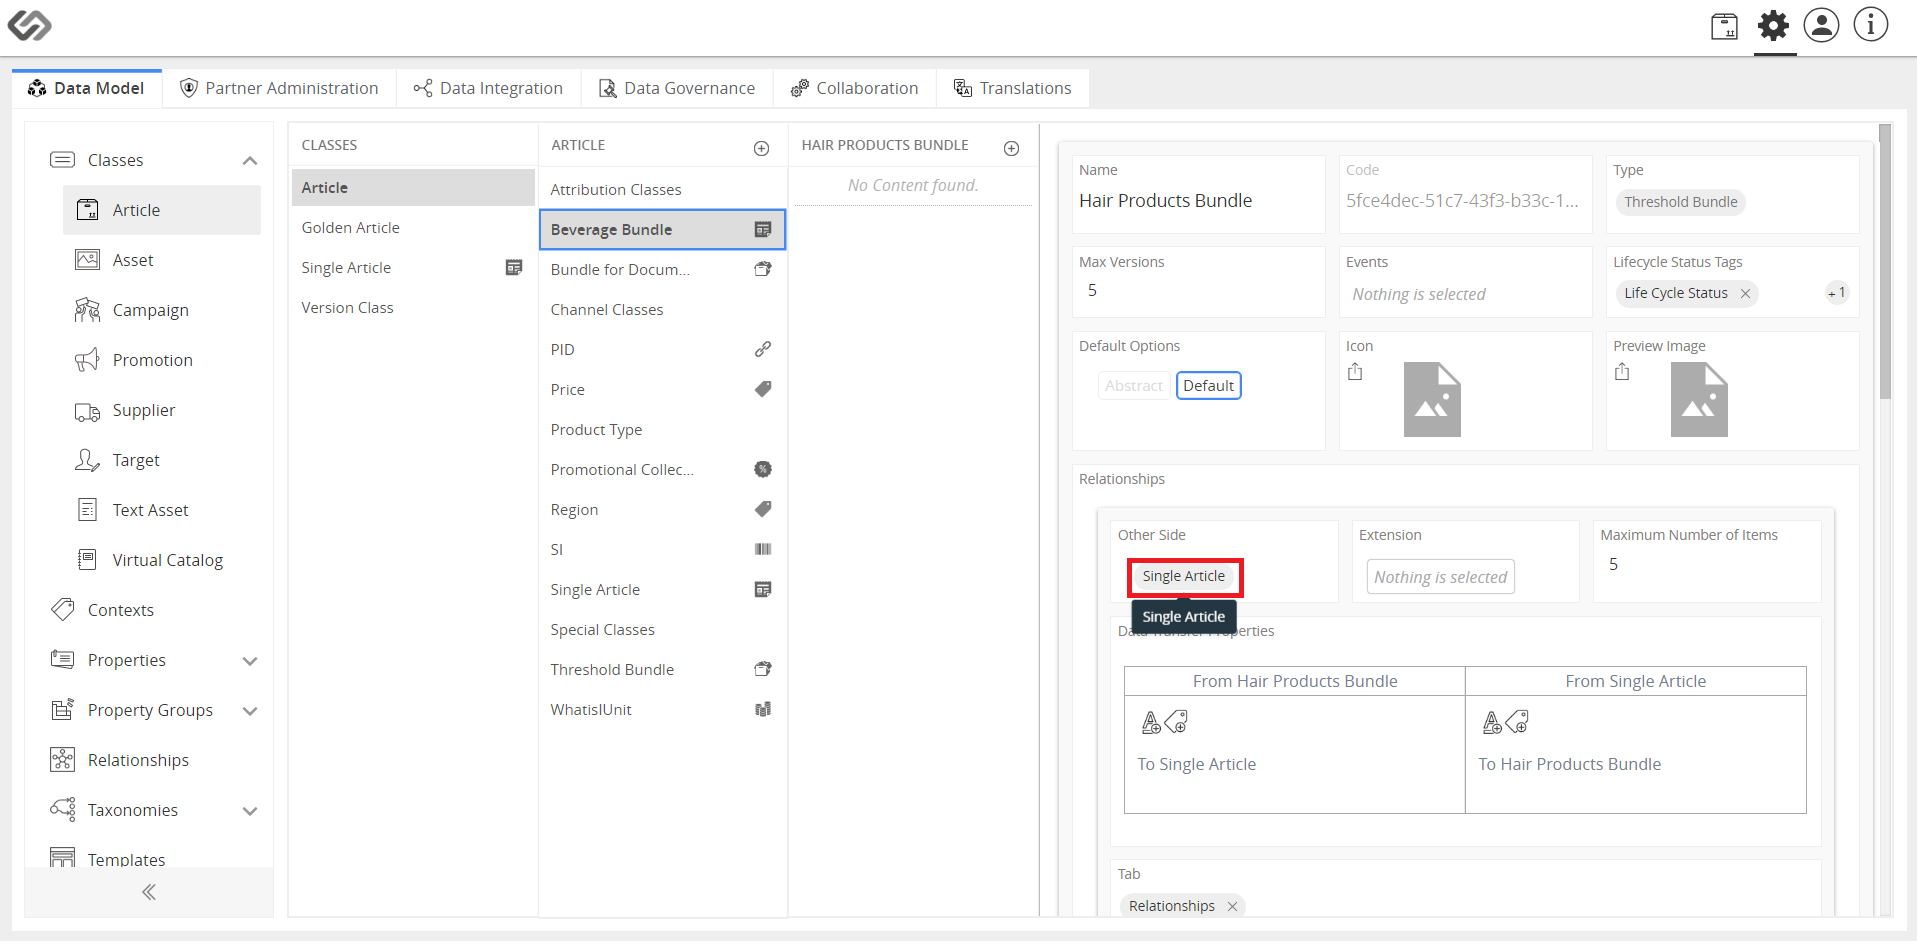 Data Model
Partner Administration
Data Integration
Data Governance
Collaboration
Translations
Classes
Article
Asset
Campaign
Promotion
Supplier
Target
Text Asset
Virtual Catalog
Contexts
Properties
Property Groups
Relationships
Taxonomies
Templates
CLASSES
Article
Golden Article
Single Article
Version Class
ARTICLE
Attribution Classes
Beverage Bundle
Bundle for Docum...
Channel Classes
PID
Price
Product Type
Promotional Collec...
Region
SI
Single Article
Special Classes
Threshold Bundle
WhatisIUnit
HAIR PRODUCTS BUNDLE
No Content found.
Name
Hair Products Bundle
Code
5fce4dec-51c7-43f3-b33c-1...
Type
Threshold Bundle
Max Versions
5
Events
Nothing is selected
Lifecycle Status Tags
Life Cycle Status
+1
Default Options
Abstract
Default
Icon
Preview Image
Relationships
Other Side
Single Article
Single Article
Extension
Nothing is selected
Maximum Number of Items
5
Data Transfer Properties
From Hair Products Bundle
From Single Article
To Single Article
To Hair Products Bundle
Tab
Relationships